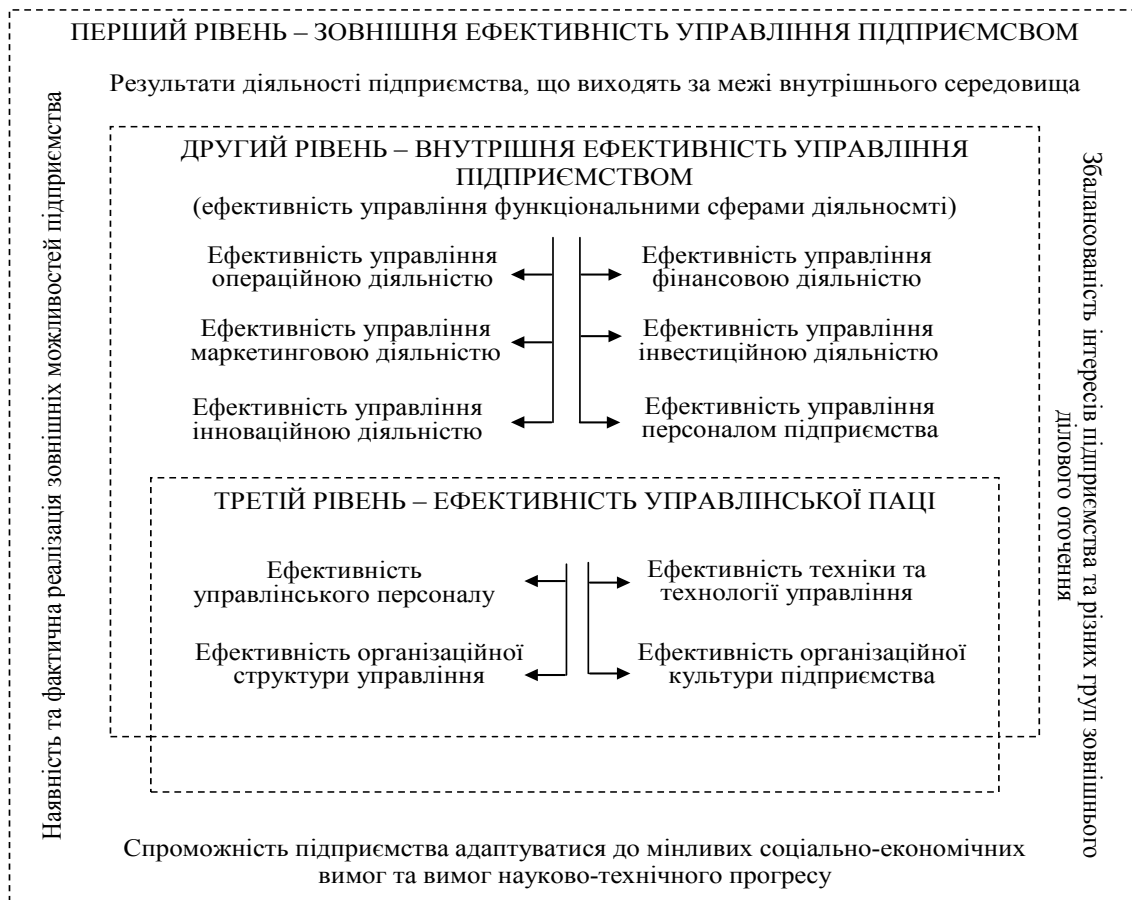 ПЕРШИЙ РІВЕНЬ – ЗОВНІШНЯ ЕФЕКТИВНІСТЬ УПРАВЛІННЯ ПІДПРИЄМСВОМ
Результати діяльності підприємства, що виходять за межі внутрішнього середовища
Наявність та фактична реалізація зовнішніх можливостей підприємства
ДРУГИЙ РІВЕНЬ – ВНУТРІШНЯ ЕФЕКТИВНІСТЬ УПРАВЛІННЯ
ПІДПРИЄМСТВОМ
(ефективність управління функціональними сферами діяльносмті)
Ефективність управління
операційною діяльністю
Ефективність управління
фінансовою діяльністю
Ефективність управління
маркетинговою діяльністю
Ефективність управління
інвестиційною діяльністю
Ефективність управління
інноваційною діяльністю
Ефективність управління
персоналом підприємства
ТРЕТІЙ РІВЕНЬ – ЕФЕКТИВНІСТЬ УПРАВЛІНСЬКОЇ ПАЦІ
Ефективність
управлінського персоналу
Ефективність техніки та
технології управління
Ефективність організаційної
структури управління
Ефективність організаційної
культури підприємства
Збалансованість інтересів підприємства та різних груп зовнішнього
ділового оточення
Спроможність підприємства адаптуватися до мінливих соціально-економічних
вимог та вимог науково-технічного прогресу